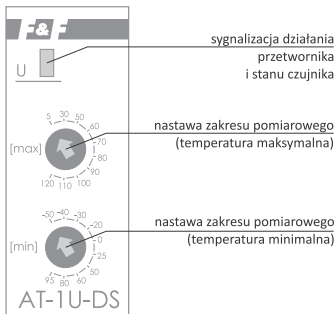 F&F
sygnalizacja działania
przetwornika
i stanu czujnika
U
nastawa zakresu pomiarowego
(temperatura maksymalna)
[max]
5 30 50 60 70 80 90 100 110 120
nastawa zakresu pomiarowego
(temperatura minimalna)
[min]
-50 -40 -30 -20 0 25 50 60 80 95
AT-1U-DS